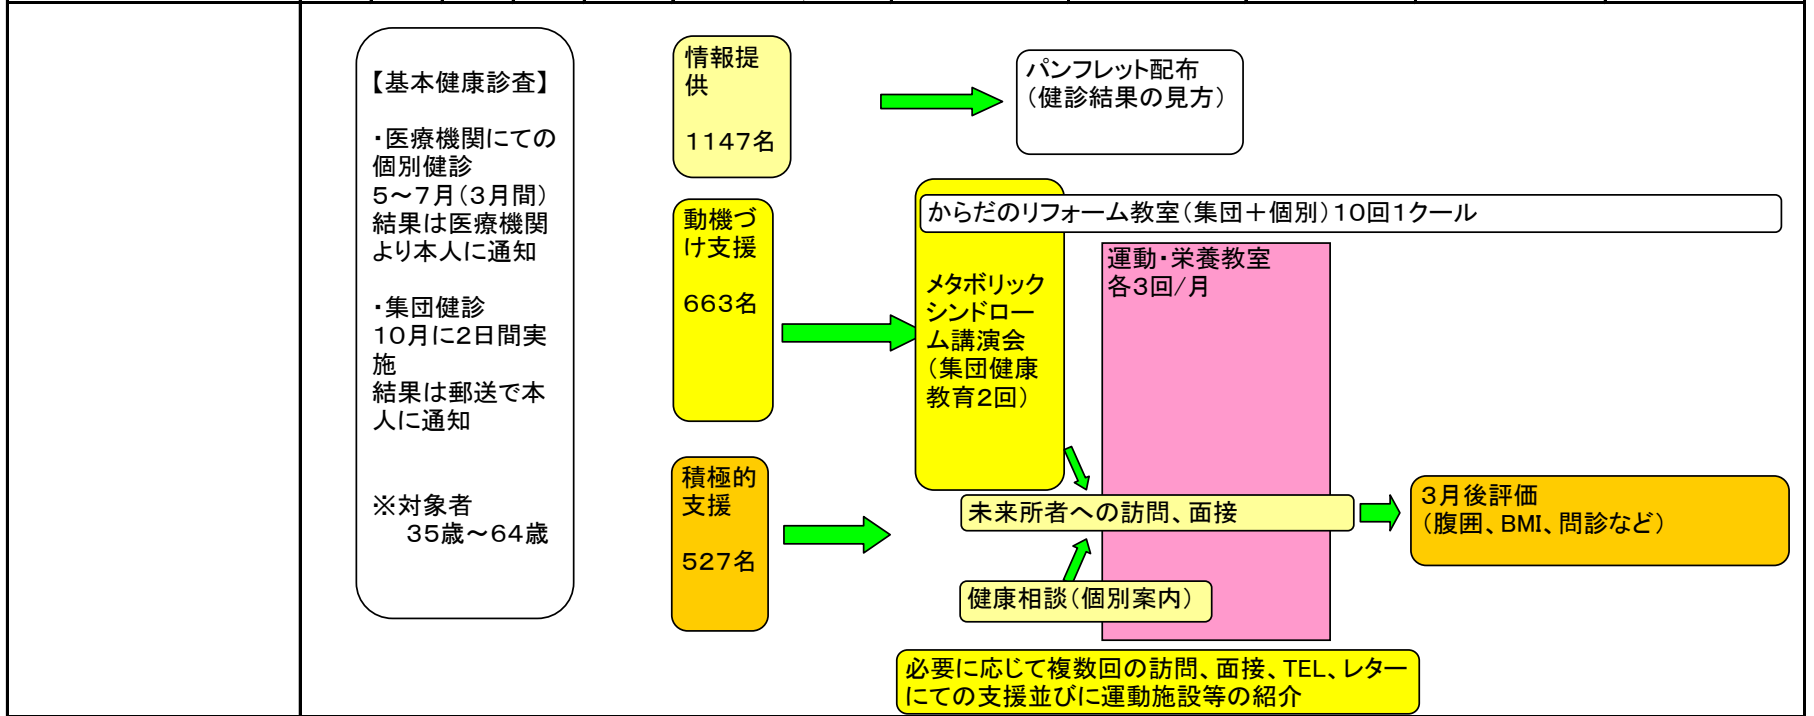 【基本健康診査】
・医療機関にての
個別健診
5～7月（3月間）
結果は医療機関
より本人に通知
・集団健診
10月に2日間実
施
結果は郵送で本
人に通知
※対象者
35歳～64歳
情報提
供
1147名
動機づ
け支援
663名
積極的
支援
527名
パンフレット配布
（健診結果の見方）
からだのリフォーム教室（集団＋個別）10回1クール
メタボリック
シンドロー
ム講演会
（集団健康
教育2回）
運動・栄養教室
各3回/月
未来所者への訪問、面接
健康相談（個別案内）
3月後評価
（腹囲、BMI、問診など）
必要に応じて複数回の訪問、面接、TEL、レター
にての支援並びに運動施設等の紹介